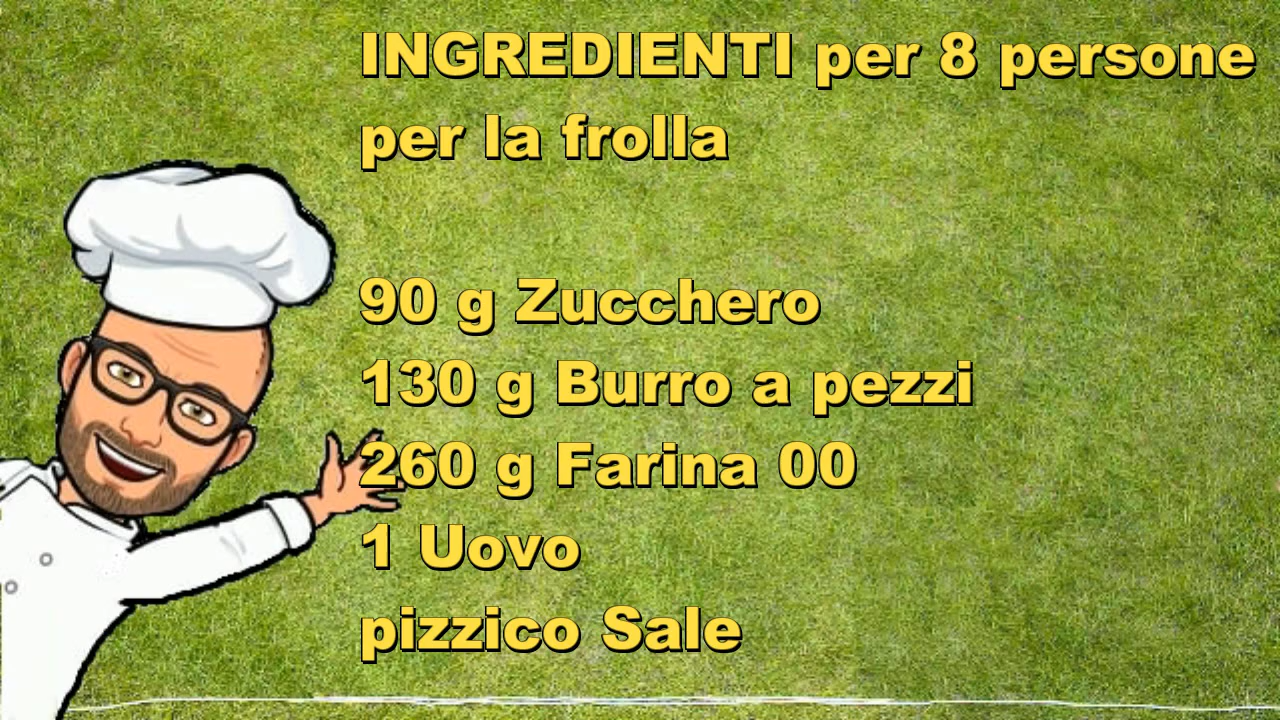 INGREDIENTI per 8 persone
per la frolla
90 g Zucchero
130 g Burro a pezzi
260 g Farina 00
1 Uovo
pizzico Sale